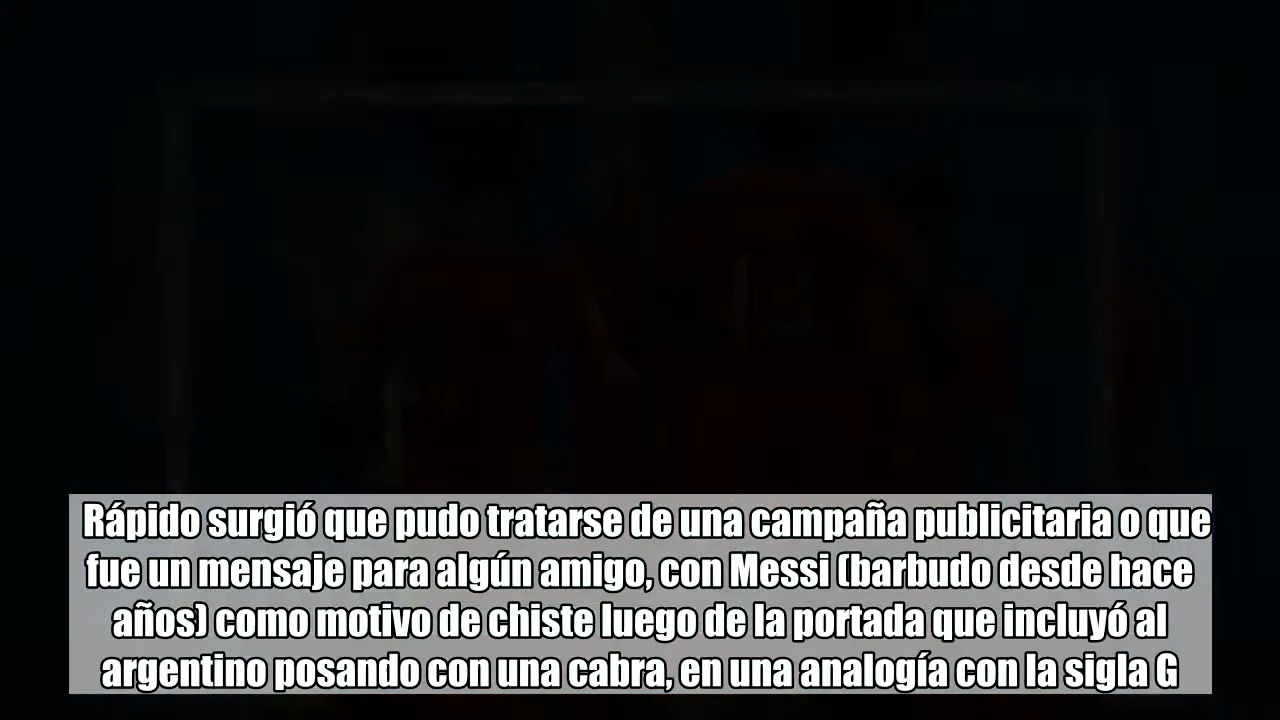 Rápido surgió que pudo tratarse de una campaña publicitaria o que
fue un mensaje para algún amigo, con Messi (barbudo desde hace
años) como motivo de chiste luego de la portada que incluyó al
argentino posando con una cabra, en una analogía con la sigla G